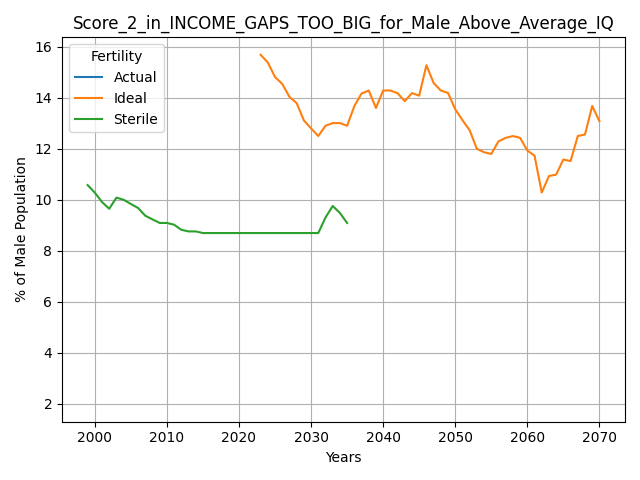 Score_2_in_INCOME_GAPS_TOO_BIG_for_Male_Above_Average_IQ
Fertility
Actual
Ideal
Sterile
% of Male Population
16
14
12
10
8
6
4
2
2000 2010 2020 2030 2040 2050 2060 2070
Years